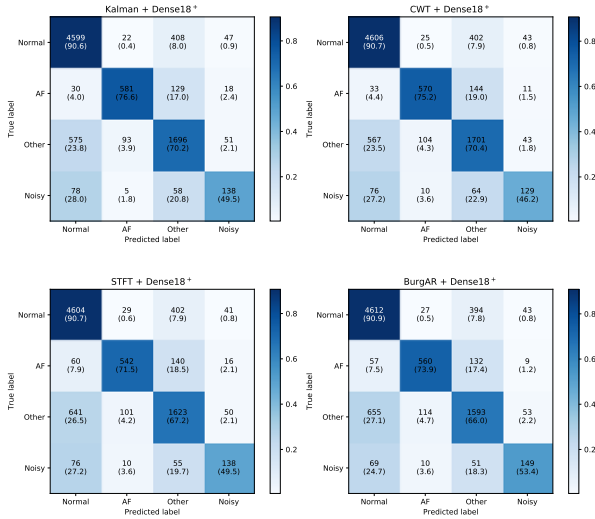 Kalman + Dense18+
True label
Normal 4599 22 408 47
(90.6) (0.4) (8.0) (0.9)
AF 30 581 129 18
(4.0) (76.6) (17.0) (2.4)
Other 575 93 1696 51
(23.8) (3.9) (70.2) (2.1)
Noisy 78 5 58 138
(28.0) (1.8) (20.8) (49.5)
Normal AF Other Noisy
Predicted label
0.8
0.6
0.4
0.2
CWT + Dense18+
True label
Normal 4606 25 402 43
(90.7) (0.5) (7.9) (0.8)
AF 33 570 144 11
(4.4) (75.2) (19.0) (1.5)
Other 567 104 1701 43
(23.5) (4.3) (70.4) (1.8)
Noisy 76 10 64 129
(27.2) (3.6) (22.9) (46.2)
Normal AF Other Noisy
Predicted label
0.8
0.6
0.4
0.2
STFT + Dense18+
True label
Normal 4604 29 402 41
(90.7) (0.6) (7.9) (0.8)
AF 60 542 140 16
(7.9) (71.5) (18.5) (2.1)
Other 641 101 1623 50
(26.5) (4.2) (67.2) (2.1)
Noisy 76 10 55 138
(27.2) (3.6) (19.7) (49.5)
Normal AF Other Noisy
Predicted label
0.8
0.6
0.4
0.2
BurgAR + Dense18+
True label
Normal 4612 27 394 43
(90.9) (0.5) (7.8) (0.8)
AF 57 560 132 9
(7.5) (73.9) (17.4) (1.2)
Other 655 114 1593 53
(27.1) (4.7) (66.0) (2.2)
Noisy 69 10 51 149
(24.7) (3.6) (18.3) (53.4)
Normal AF Other Noisy
Predicted label
0.8
0.6
0.4
0.2